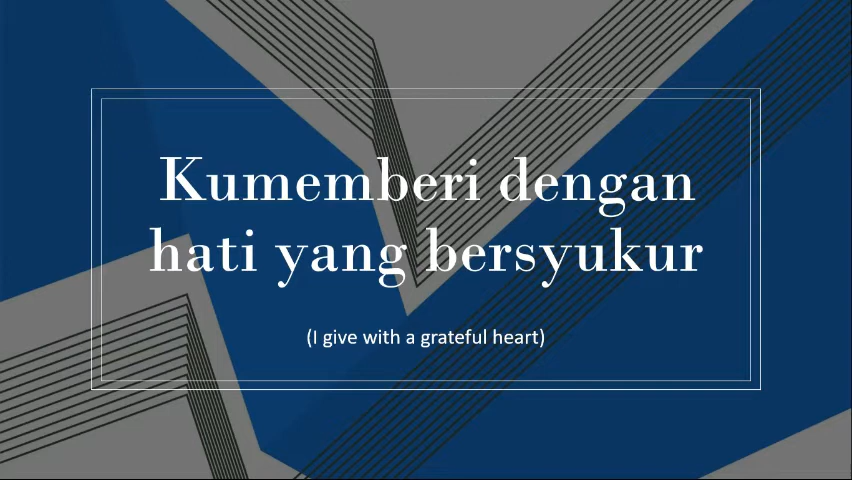 Kumemberi dengan
hati yang bersyukur
(I give with a grateful heart)